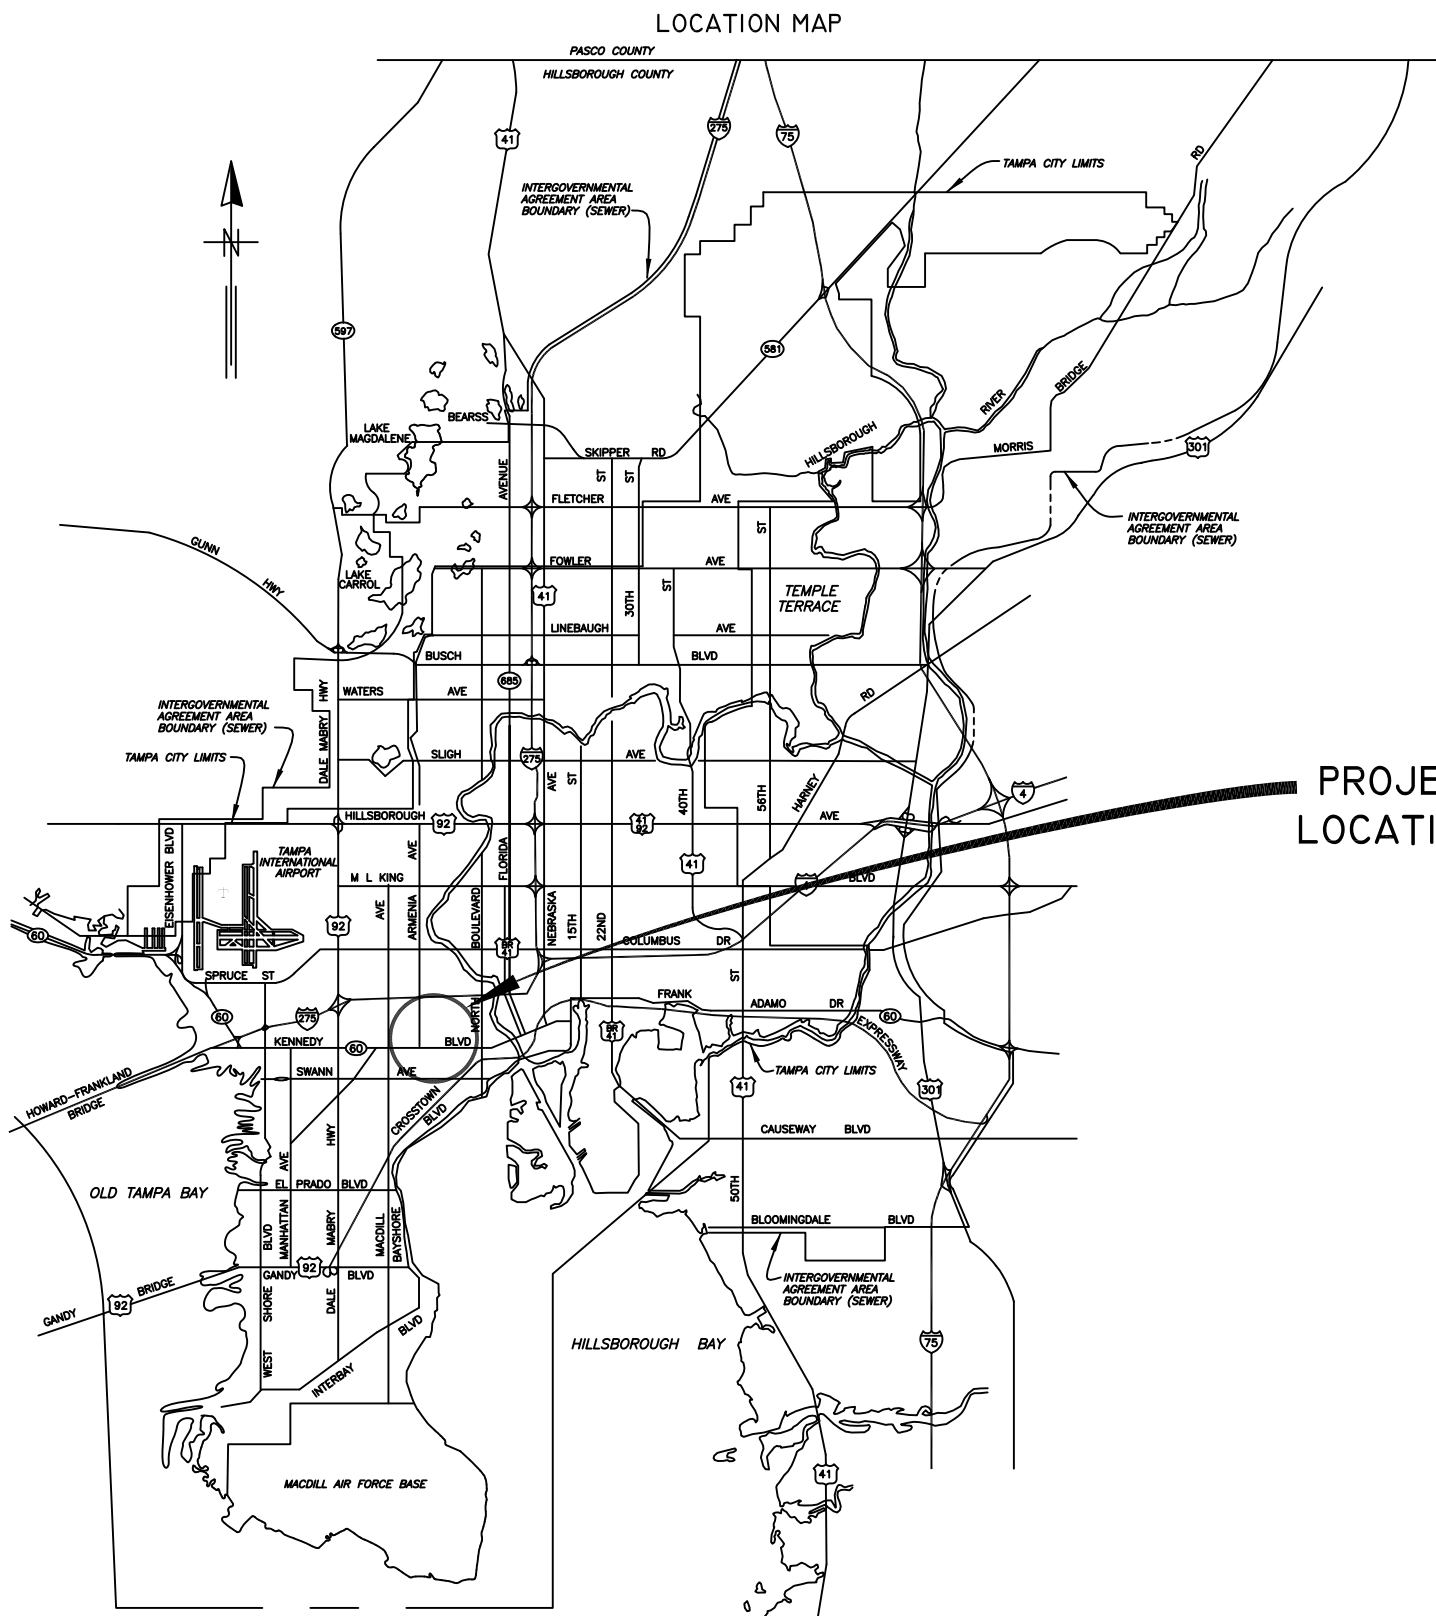 LOCATION MAP
PASCO COUNTY
HILLSBOROUGH COUNTY
41
275
75
RD
TAMPA CITY LIMITS
INTERGOVERNMENTAL
AGREEMENT AREA
BOUNDARY (SEWER)
N
597
581
BRIDGE
RIVER
BEARSS
LAKE
MAGDALENE
HILLSBOROUGH
MORRIS
301
SKIPPER RD
AVENUE
ST
ST
FLETCHER AVE
ST
INTERGOVERNMENTAL
AGREEMENT AREA
BOUNDARY (SEWER)
GUNN
HWY
LAKE
CARROL
FOWLER AVE
ST
41
30TH
TEMPLE
TERRACE
LINEBAUGH AVE
BUSCH BLVD
685
HWY
WATERS AVE
RD
INTERGOVERNMENTAL
AGREEMENT AREA
BOUNDARY (SEWER)
TAMPA CITY LIMITS
DALE MABRY
SLIGH AVE
275
AVE
ST
40TH
56TH
HARNEY
4
PROJE
LOCATI
HILLSBOROUGH
92
41
92
AVE
EISENHOWER BLVD
TAMPA
INTERNATIONAL
AIRPORT
AVE
FLORIDA
41
M L KING
BLVD
AVE
ARMENIA
BOULEVARD
NEBRASKA
15TH
22ND
60
92
BR
41
COLUMBUS DR
SPRUCE ST
ST
NORTH
FRANK
ADAMO DR
60
275
60
KENNEDY
60
BLVD
BR
41
EXPRESSWAY
SWANN AVE
TAMPA CITY LIMITS
HOWARD-FRANKLAND
BRIDGE
CROSSTOWN
BLVD
41
301
HWY
CAUSEWAY BLVD
AVE
OLD TAMPA BAY
EL PRADO BLVD
50TH
BLVD
MANHATTAN
MABRY
MACDILL
BAYSHORE
BLOOMINGDALE BLVD
92
GANDY BLVD
GANDY
92
BRIDGE
SHORE
DALE
BLVD
INTERGOVERNMENTAL
AGREEMENT AREA
BOUNDARY (SEWER)
HILLSBOROUGH BAY
75
WEST
INTERBAY
MACDILL AIR FORCE BASE
41